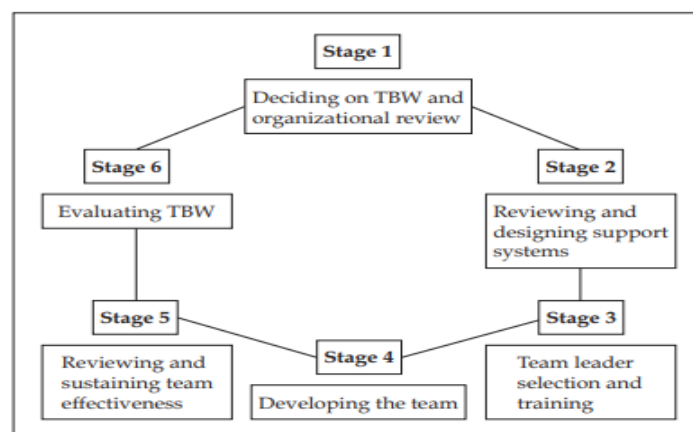 Stage 1
Deciding on TBW and
organizational review
Stage 6
Evaluating TBW
Stage 2
Reviewing and
designing support
systems
Stage 5
Reviewing and
sustaining team
effectiveness
Stage 4
Developing the team
Stage 3
Team leader
selection and
training